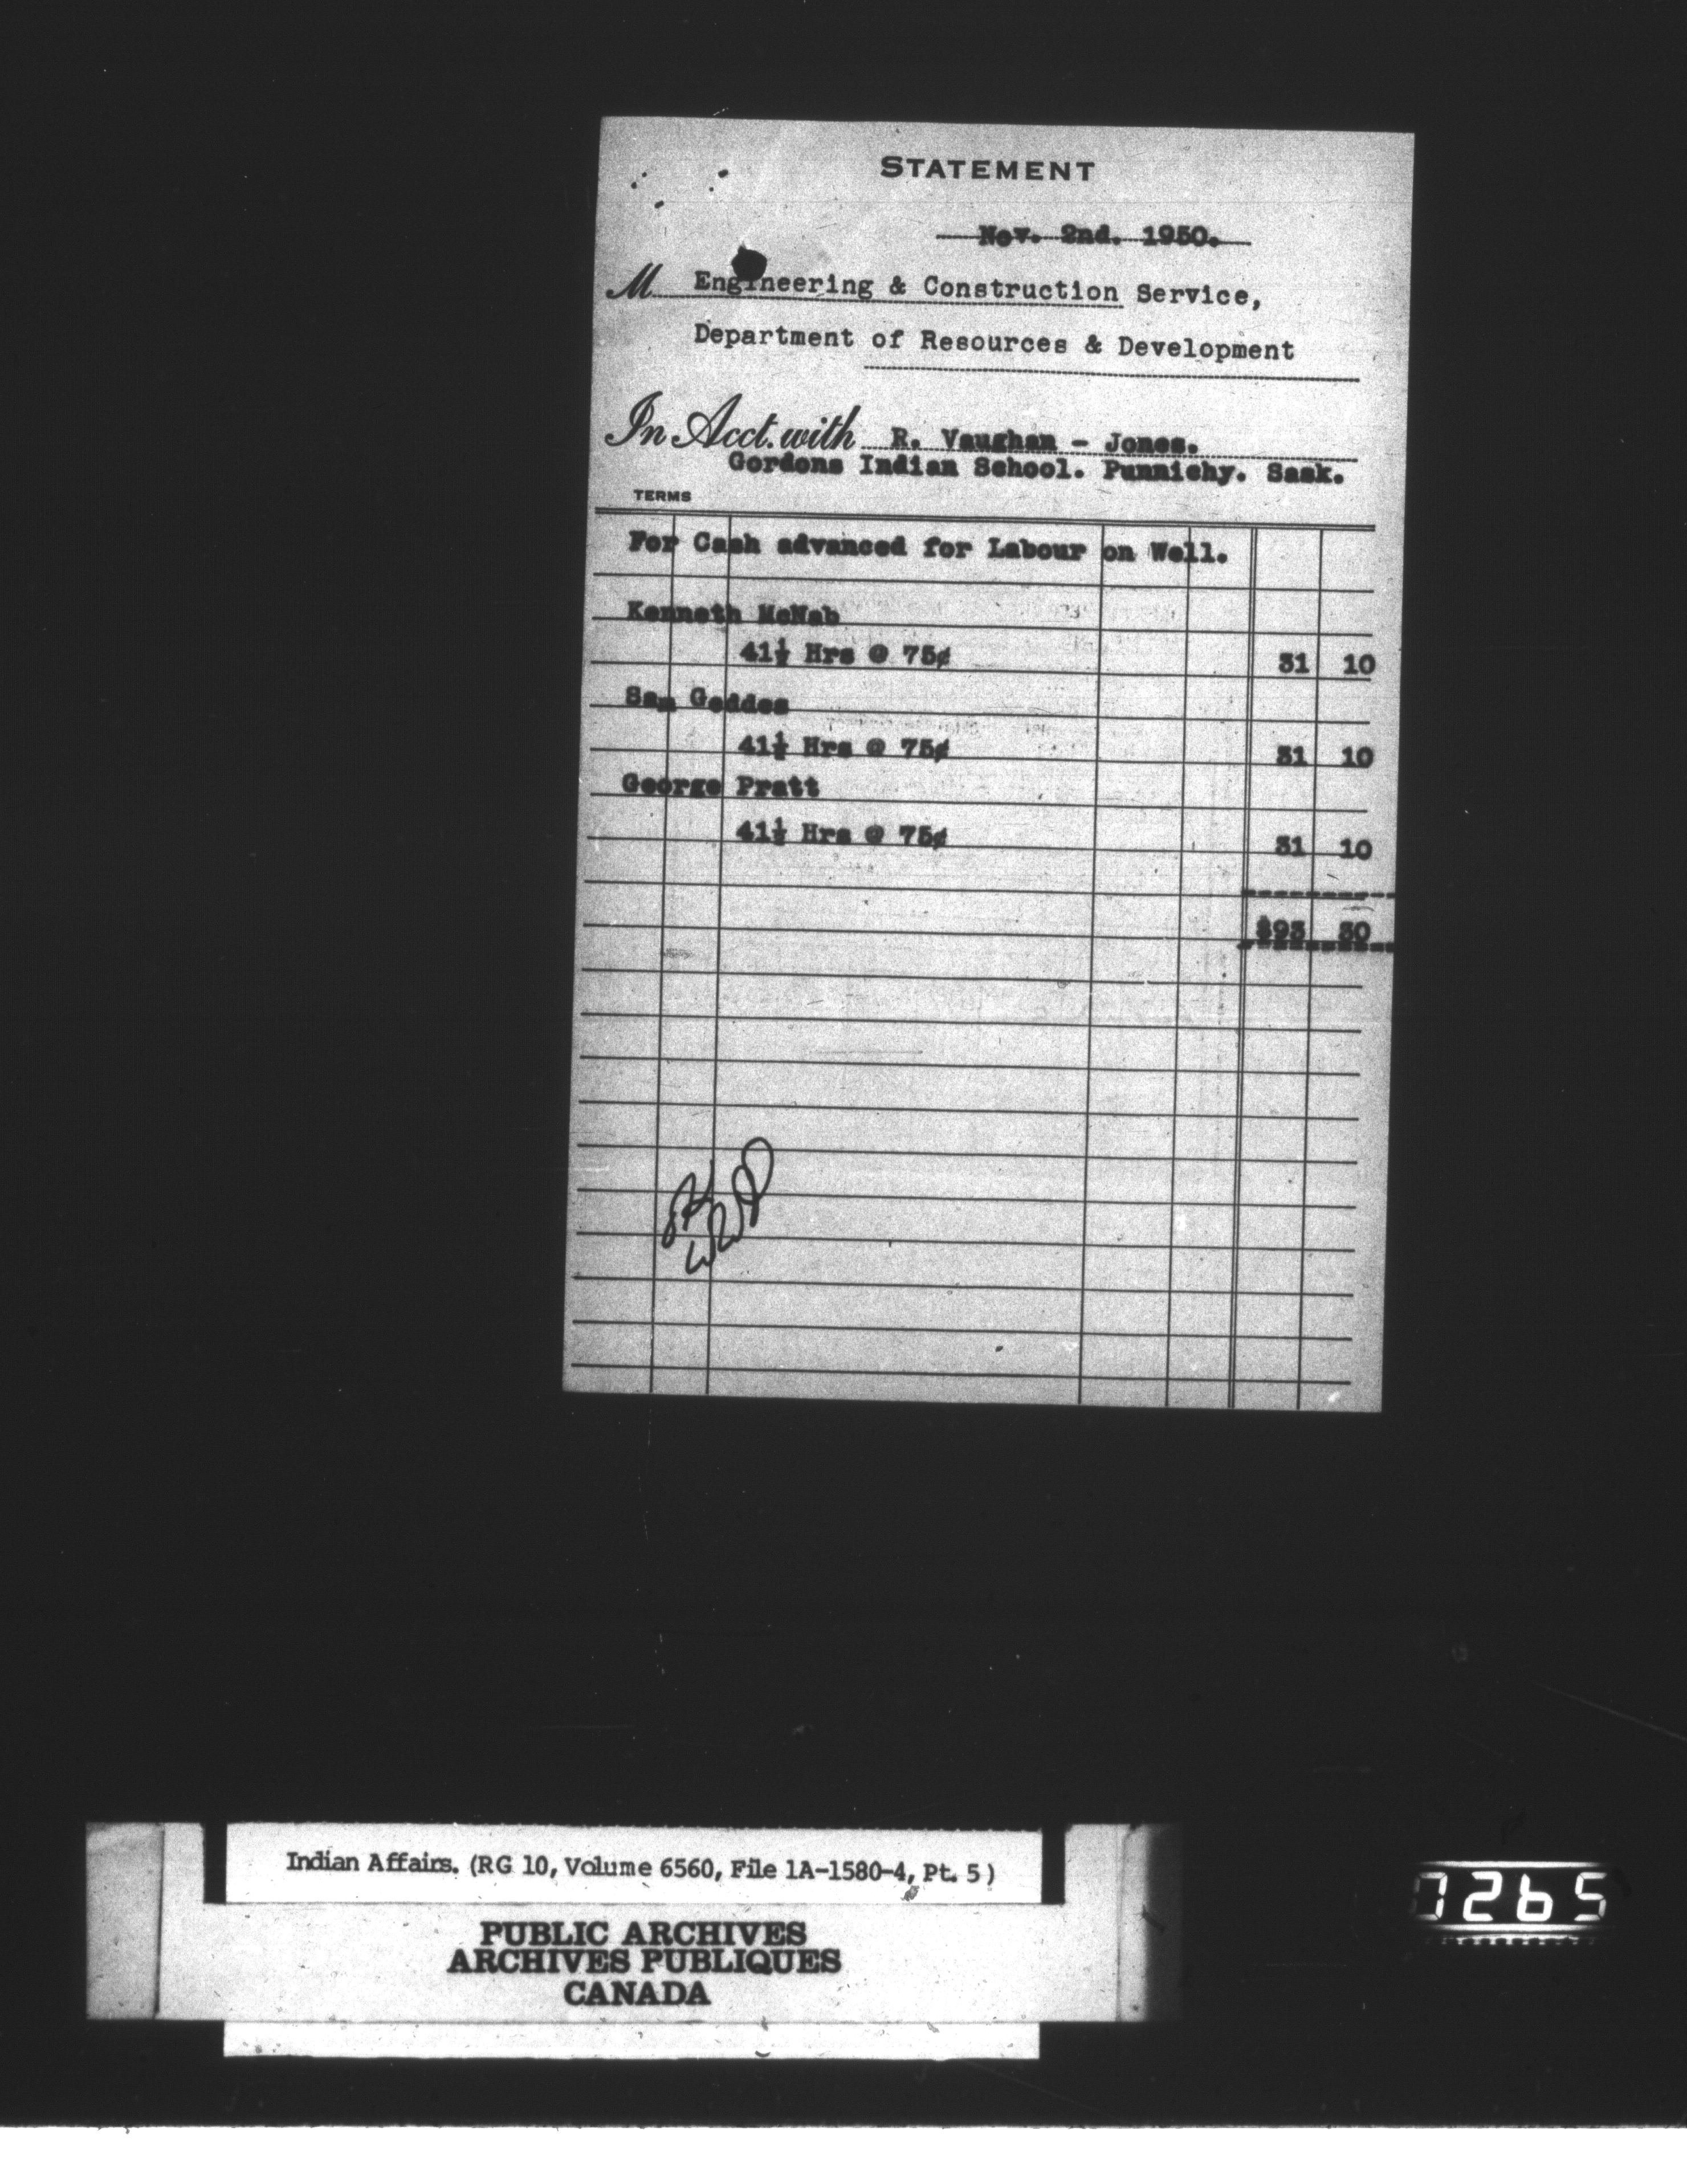 STATEMENT
Nov. 2nd. 1950.
M Engineering & Construction Service,
Department of Resources & Development
In Acct. with R. Vaughan - Jones.
Gordons Indian School. Punnichy. Sask.
TERMS
For Cash advanced for Labour on Well.
Kenneth McNab
41½ Hrs @ 75¢ 31 10
Sam Geddes
41½ Hrs @ 75¢ 31 10
George Pratt
41½ Hrs @ 75¢ 31 10
$93 30
Indian Affairs. (RG 10, Volume 6560, File 1A-1580-4, Pt. 5)
PUBLIC ARCHIVES
ARCHIVES PUBLIQUES
CANADA
7265